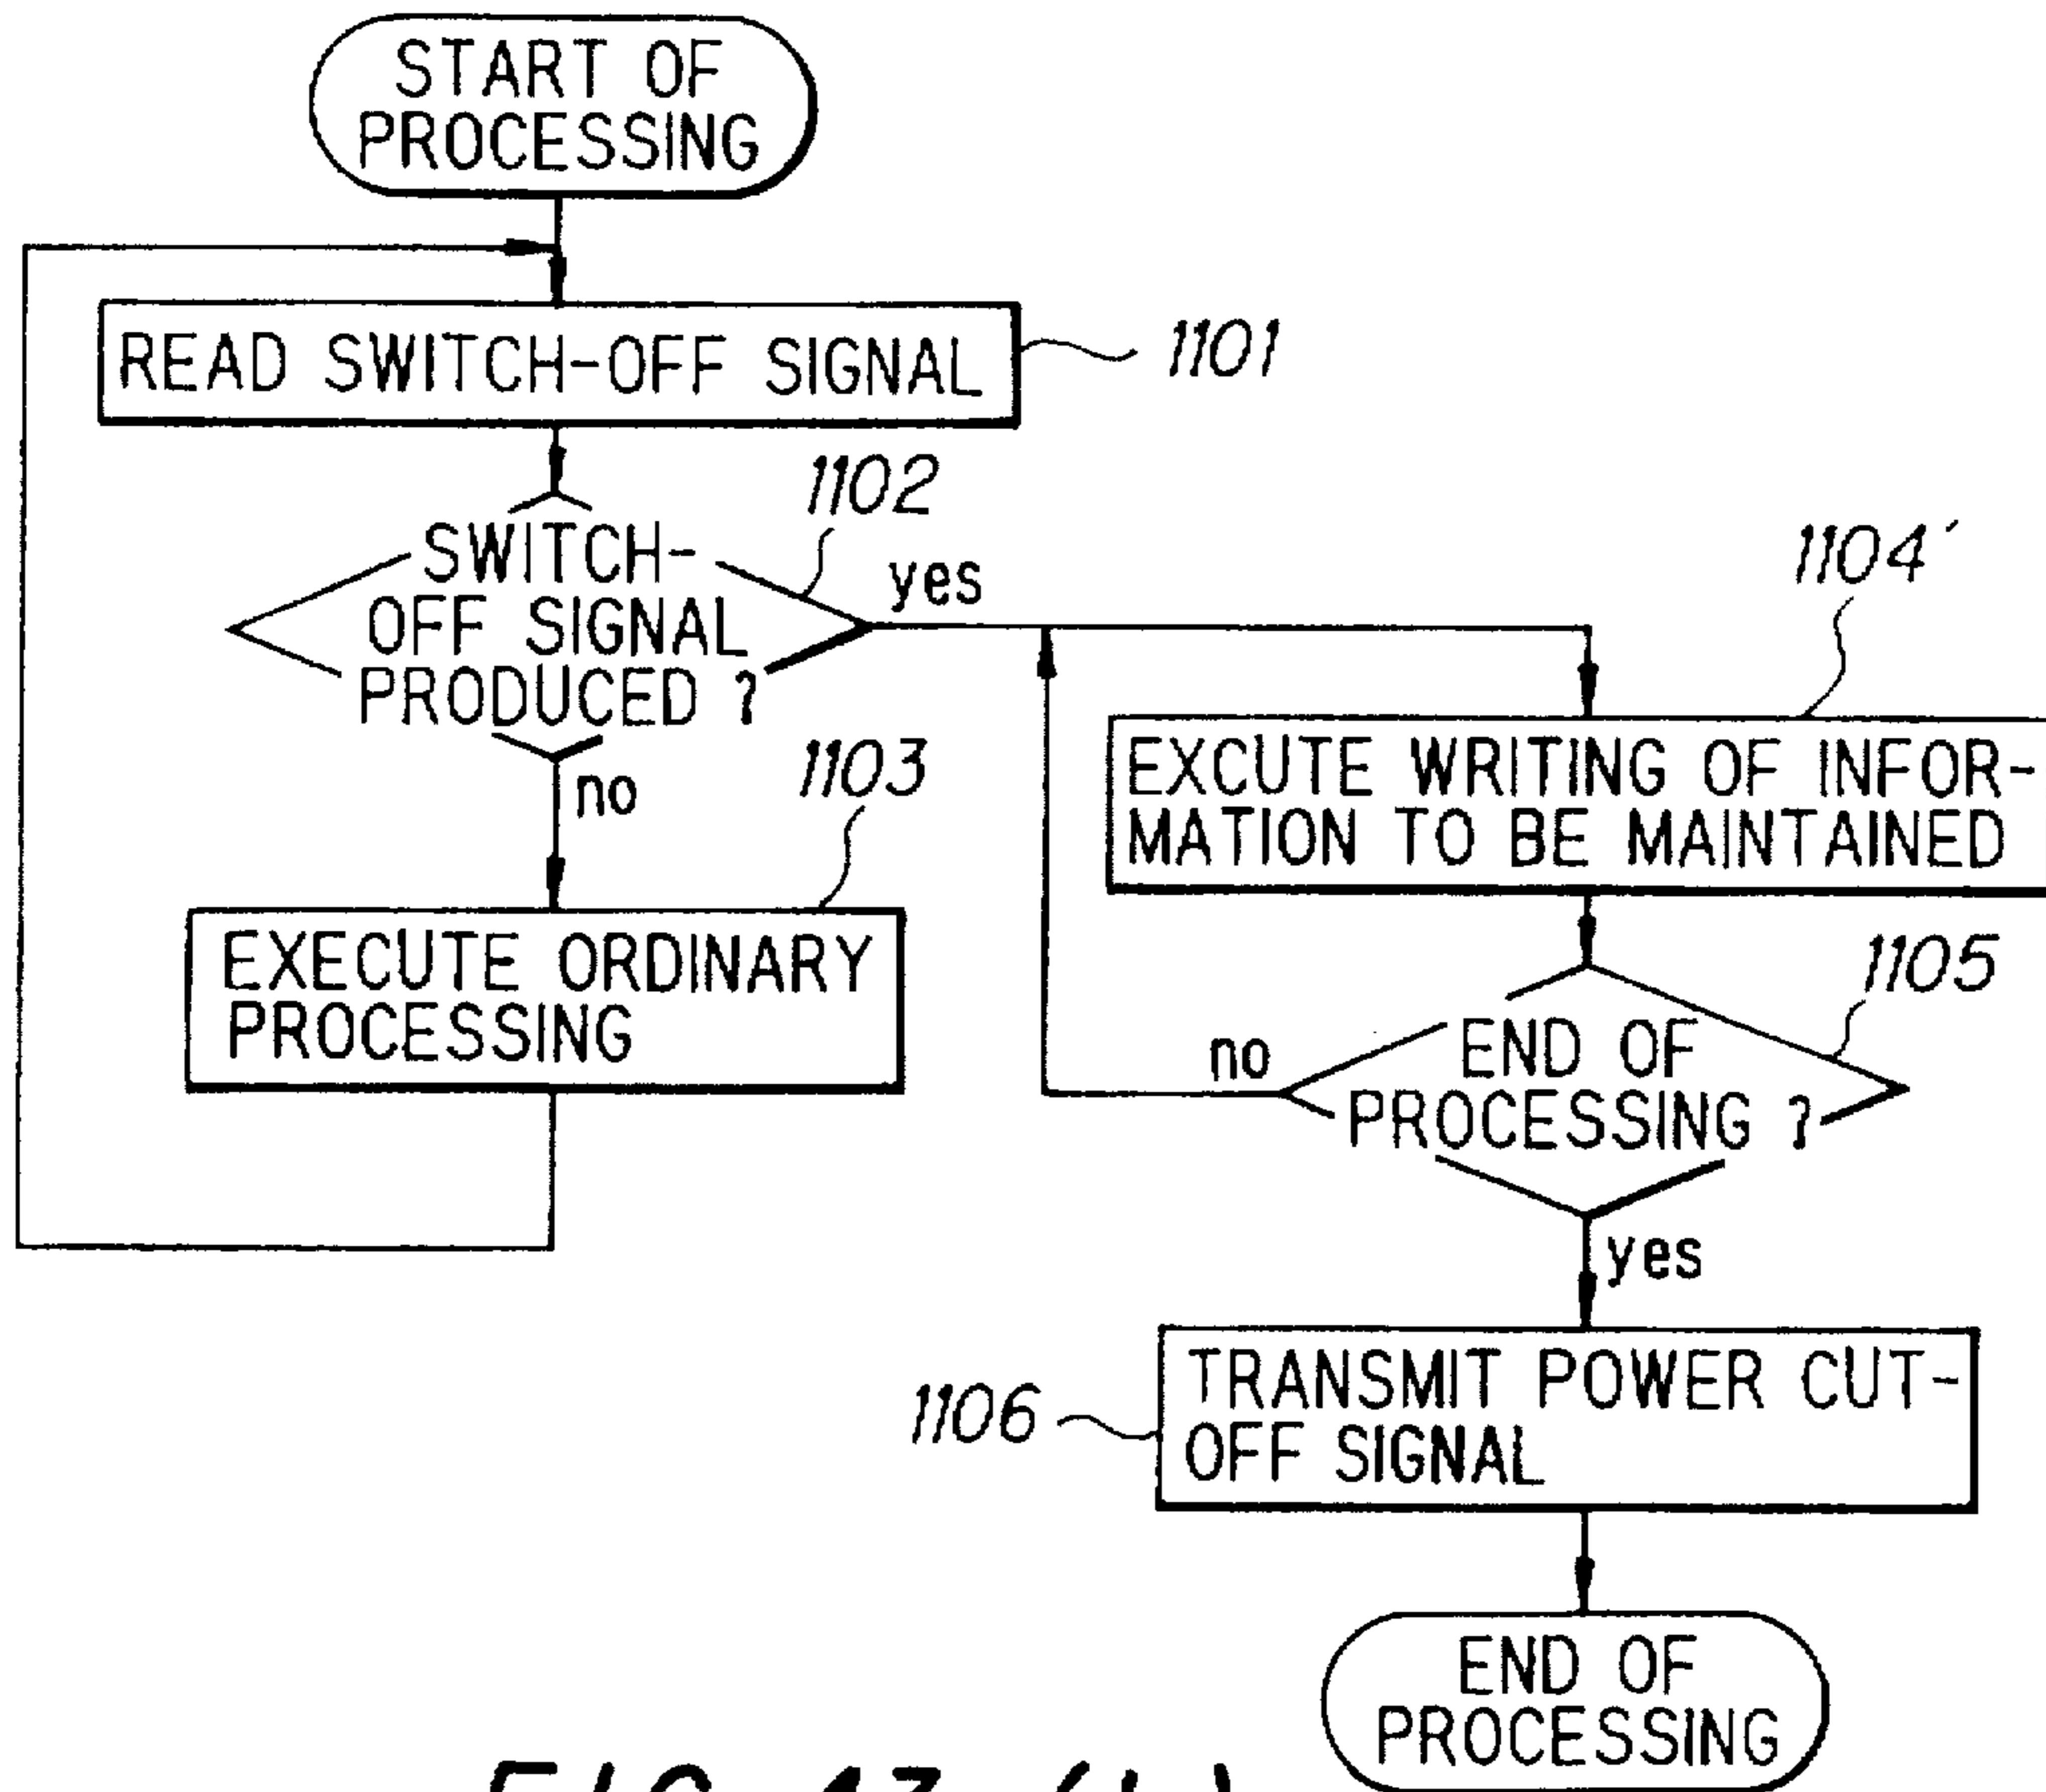 START OF
PROCESSING
READ SWITCH-OFF SIGNAL
1101
1102
SWITCH-
OFF SIGNAL
PRODUCED ?
yes
no
1103
EXECUTE ORDINARY
PROCESSING
1104'
EXCUTE WRITING OF INFOR-
MATION TO BE MAINTAINED
1105
END OF
PROCESSING ?
no
yes
1106
TRANSMIT POWER CUT-
OFF SIGNAL
END OF
PROCESSING